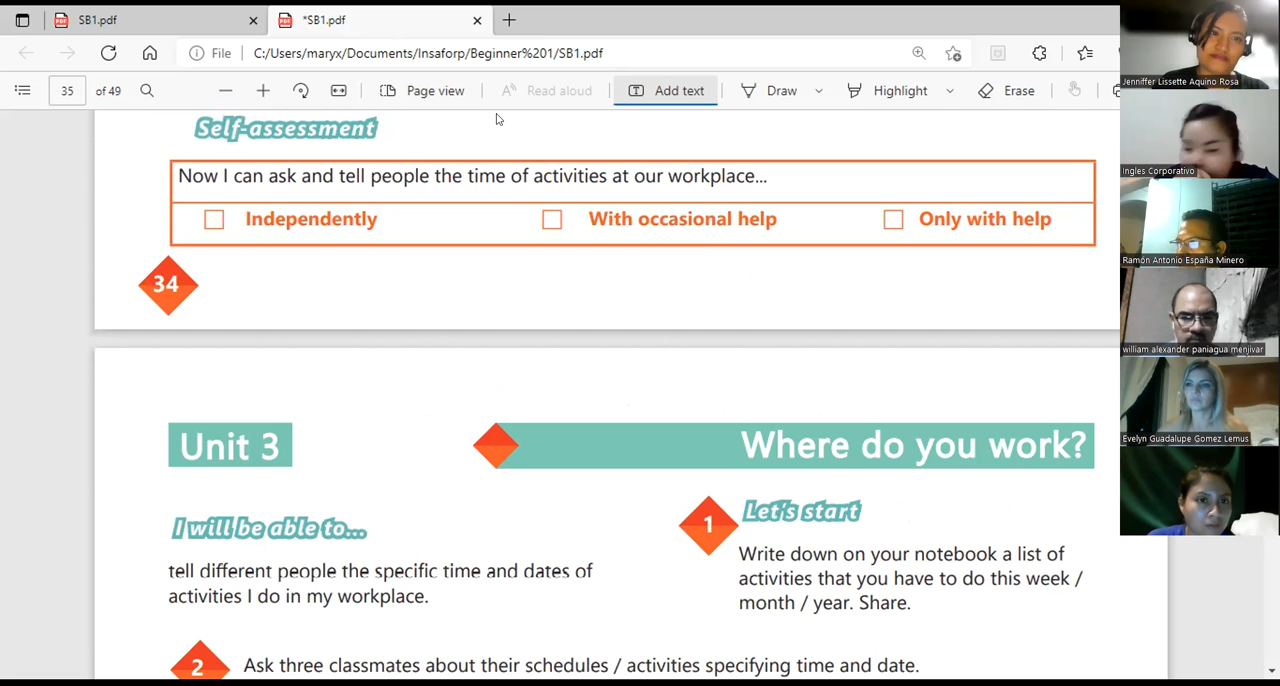 SB1.pdf
*SB1.pdf
File C:/Users/maryx/Documents/Insaforp/Beginner%201/SB1.pdf
35 of 49 Page view Read aloud Add text Draw Highlight Erase
Self-assessment
Now I can ask and tell people the time of activities at our workplace...
Independently With occasional help Only with help
34
Unit 3 Where do you work?
I will be able to...
tell different people the specific time and dates of
activities I do in my workplace.
1 Let's start
Write down on your notebook a list of
activities that you have to do this week /
month / year. Share.
2 Ask three classmates about their schedules / activities specifying time and date.
Jenniffer Lissette Aquino Rosa
Ingles Corporativo
Ramón Antonio España Minero
william alexander paniagua menjivar
Evelyn Guadalupe Gomez Lemus